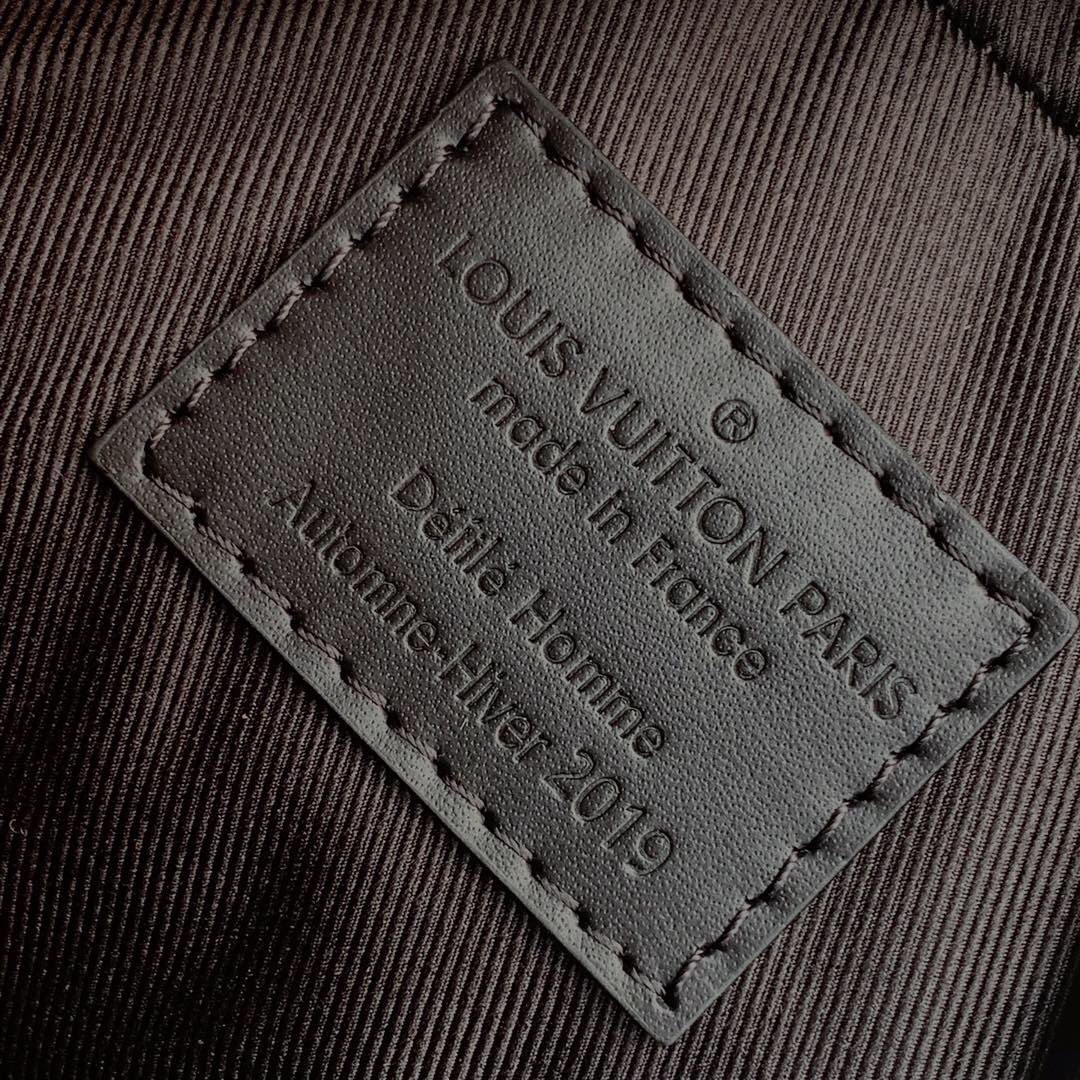 ®
LOUIS VUITTON PARIS
made in France
Défilé Homme
Automne-Hiver 2019